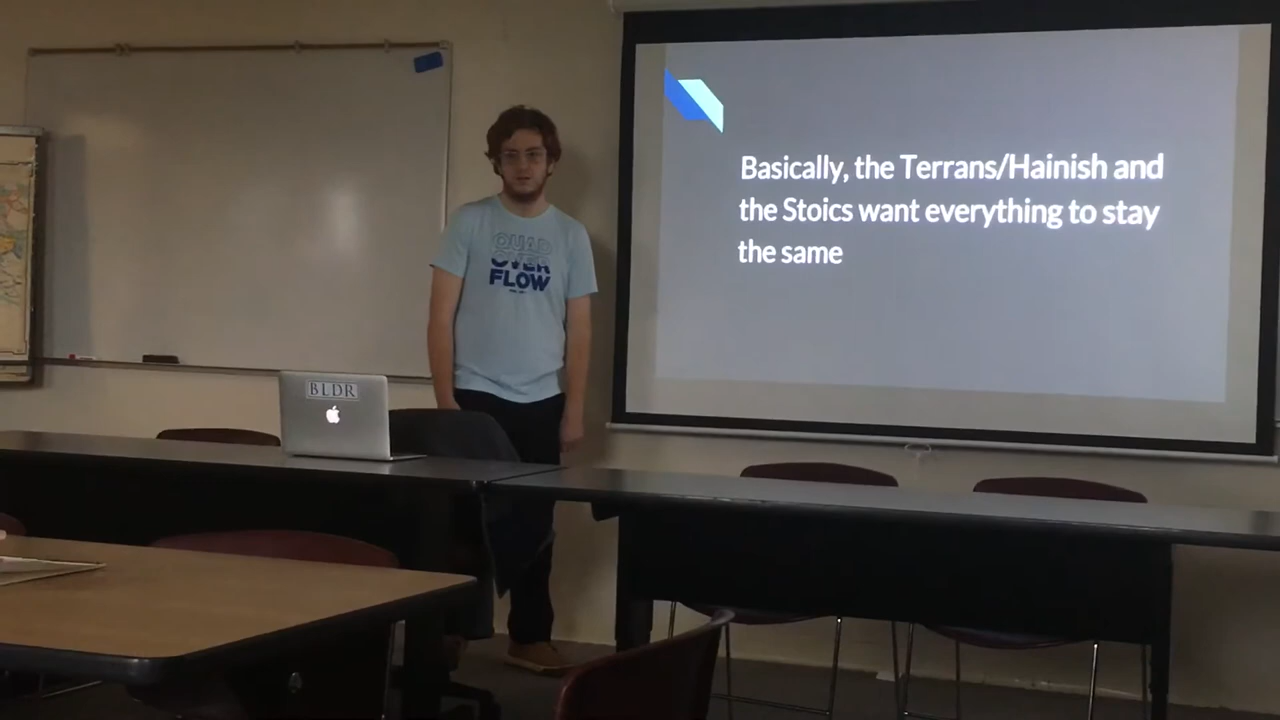 Basically, the Terrans/Hainish and
the Stoics want everything to stay
the same
QUAD
OVER
FLOW
BLDR